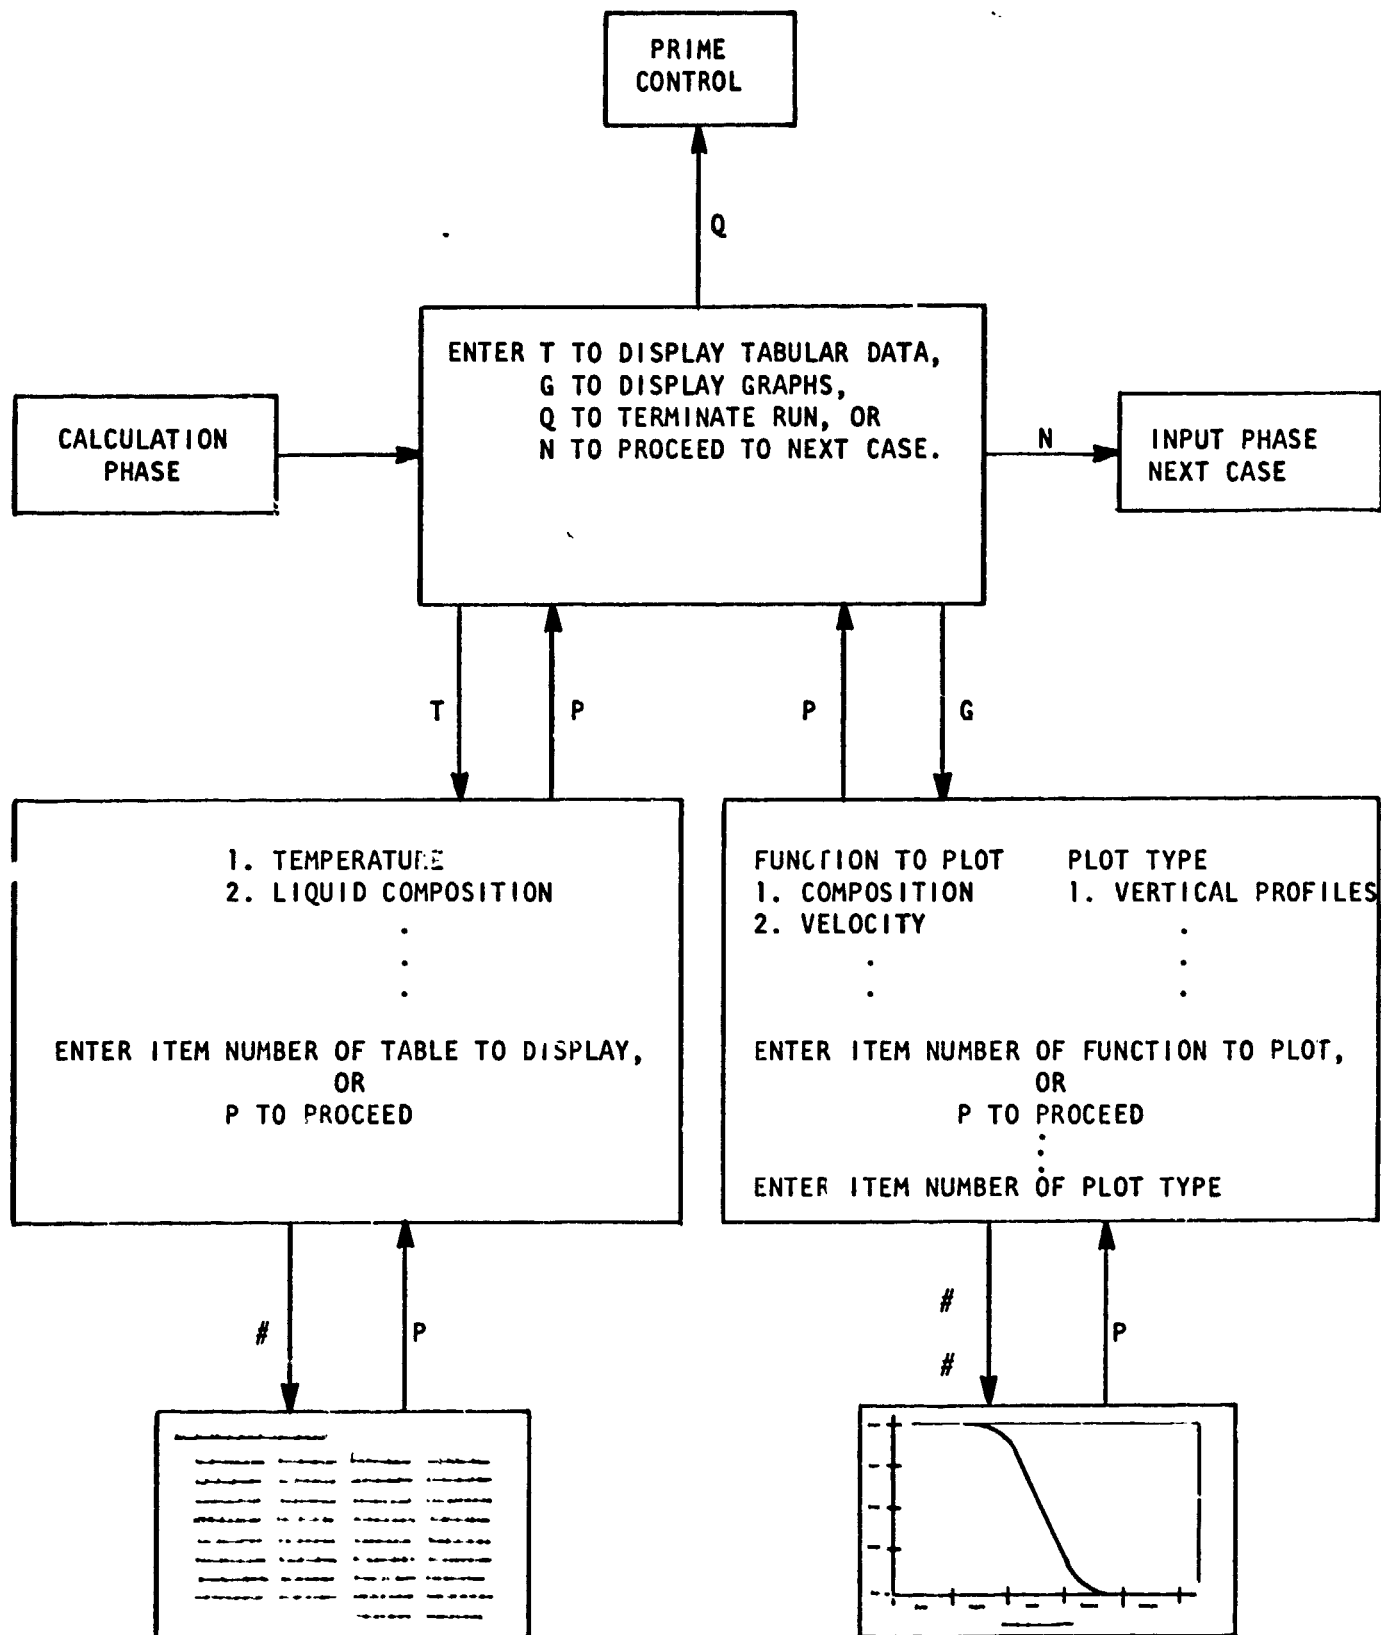 PRIME
CONTROL
Q
ENTER T TO DISPLAY TABULAR DATA,
G TO DISPLAY GRAPHS,
Q TO TERMINATE RUN, OR
N TO PROCEED TO NEXT CASE.
CALCULATION
PHASE
N
INPUT PHASE
NEXT CASE
T
P
P
G
1. TEMPERATURE
2. LIQUID COMPOSITION
.
.
.
ENTER ITEM NUMBER OF TABLE TO DISPLAY,
OR
P TO PROCEED
FUNCTION TO PLOT PLOT TYPE
1. COMPOSITION 1. VERTICAL PROFILES
2. VELOCITY .
. .
. .
ENTER ITEM NUMBER OF FUNCTION TO PLOT,
OR
P TO PROCEED
.
.
.
ENTER ITEM NUMBER OF PLOT TYPE
#
P
#
#
P